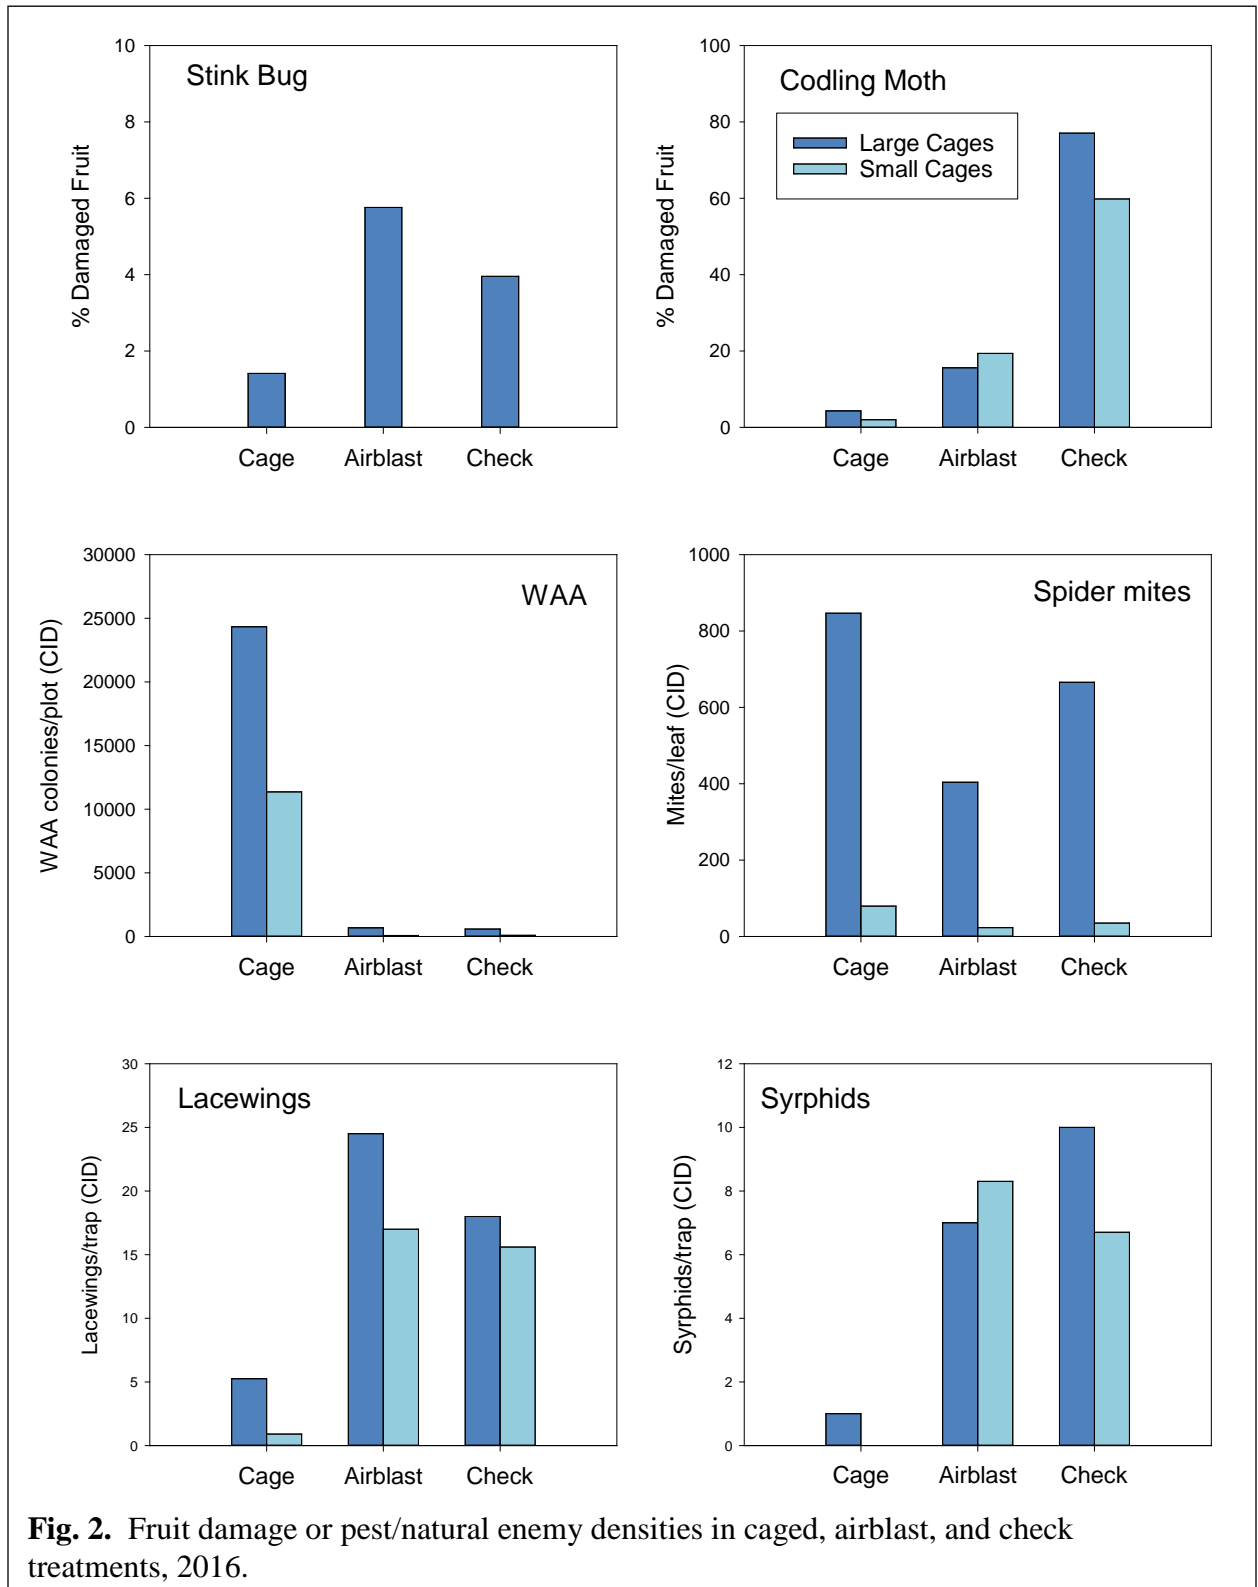 Stink Bug
% Damaged Fruit
10
8
6
4
2
0
Cage Airblast Check
Codling Moth
Large Cages
Small Cages
% Damaged Fruit
100
80
60
40
20
0
Cage Airblast Check
WAA
WAA colonies/plot (CID)
30000
25000
20000
15000
10000
5000
0
Cage Airblast Check
Spider mites
Mites/leaf (CID)
1000
800
600
400
200
0
Cage Airblast Check
Lacewings
Lacewings/trap (CID)
30
25
20
15
10
5
0
Cage Airblast Check
Syrphids
Syrphids/trap (CID)
12
10
8
6
4
2
0
Cage Airblast Check
Fig. 2. Fruit damage or pest/natural enemy densities in caged, airblast, and check
treatments, 2016.